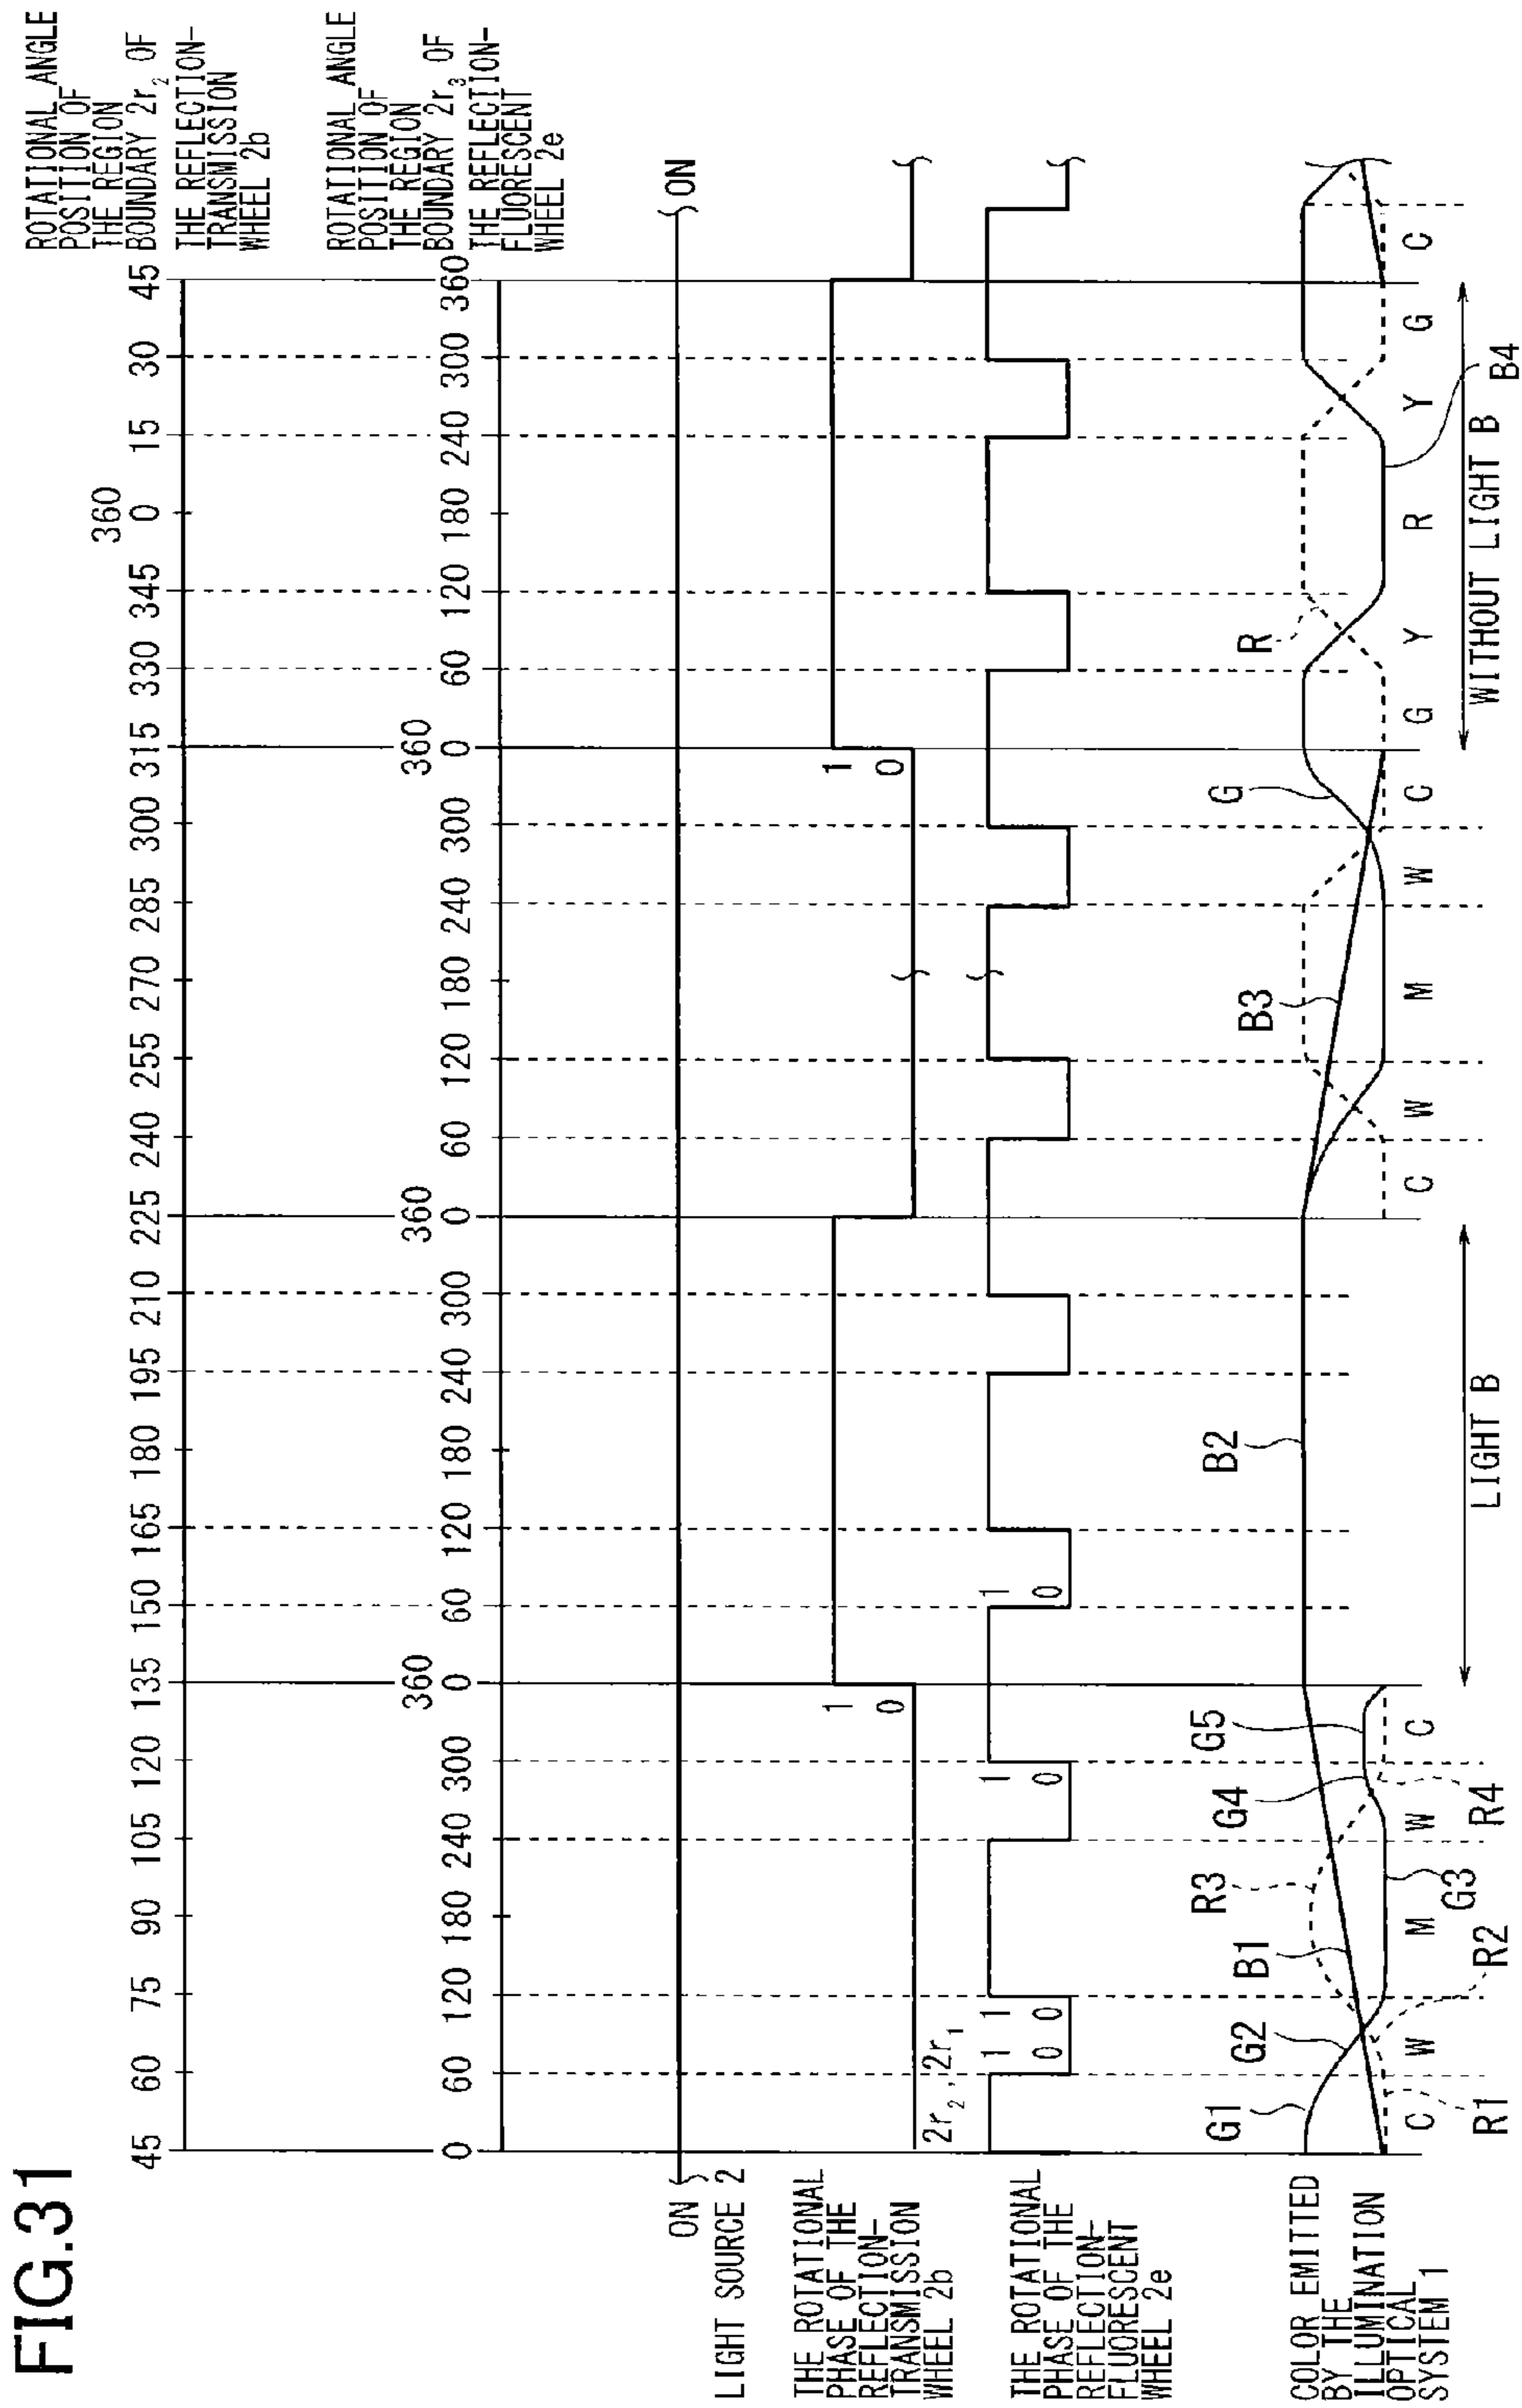 FIG.31
ROTATIONAL ANGLE
POSITION OF
THE REGION
BOUNDARY 2r2 OF
THE REFLECTION-
TRANSMISSION
WHEEL 2b
360
45 60 75 90 105 120 135 150 165 180 195 210 225 240 255 270 285 300 315 330 345 0 15 30 45
ROTATIONAL ANGLE
POSITION OF
THE REGION
BOUNDARY 2r3 OF
THE REFLECTION-
FLUORESCENT
WHEEL 2e
360 360 360
0 60 120 180 240 300 0 60 120 180 240 300 0 60 120 180 240 300 0 60 120 180 240 300 360
ON
ON
LIGHT SOURCE 2
THE ROTATIONAL
PHASE OF THE
REFLECTION-
TRANSMISSION
WHEEL 2b
1 1
0 0
2r2, 2r1
THE ROTATIONAL
PHASE OF THE
REFLECTION-
FLUORESCENT
WHEEL 2e
1 1 1 1
0 0 0 0
COLOR EMITTED
BY THE
ILLUMINATION
OPTICAL
SYSTEM 1
G1 G2 B1 R3 G4 G5 B2 B3 G R
C W M W C C W M W C G Y R Y G C
R1 R2 G3 R4 B4
LIGHT B
WITHOUT LIGHT B